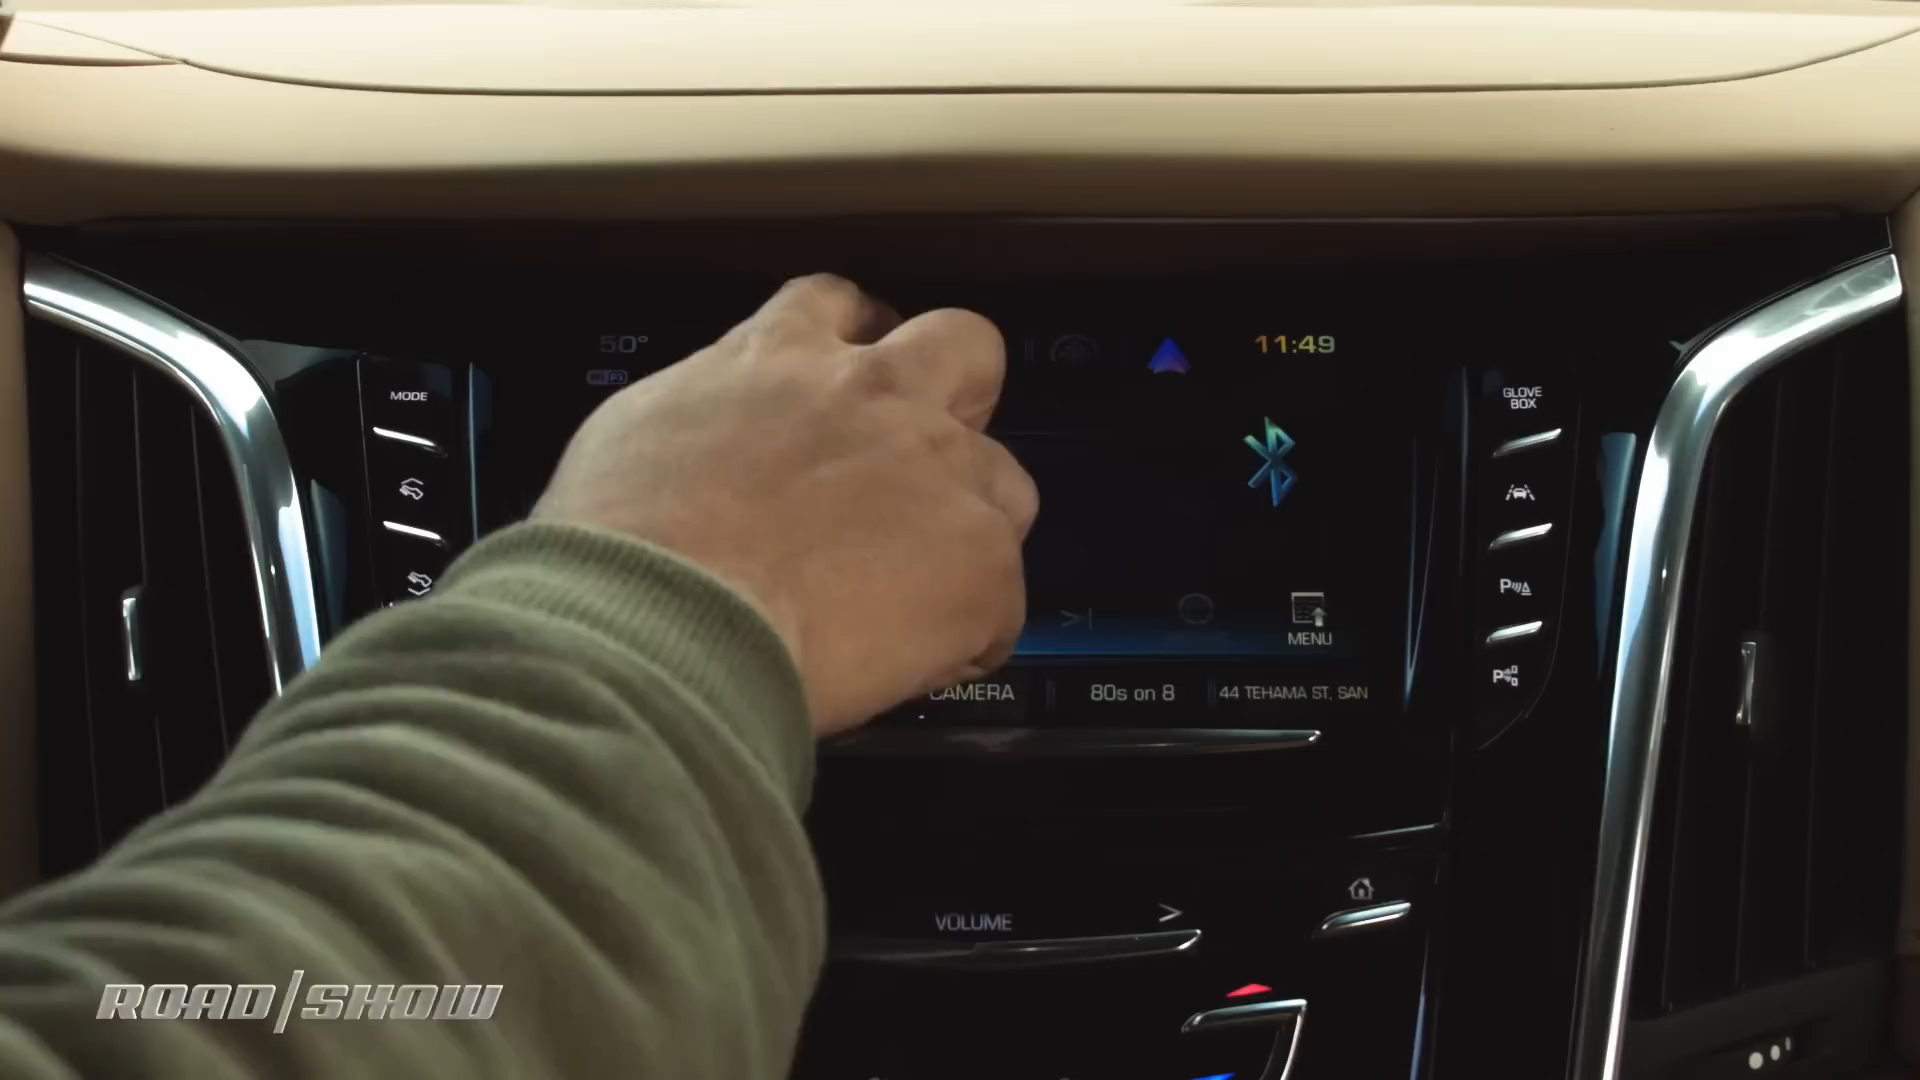 50°
11:49
MODE
GLOVE
BOX
MENU
CAMERA
80s on 8
44 TEHAMA ST, SAN
VOLUME
ROAD/SHOW